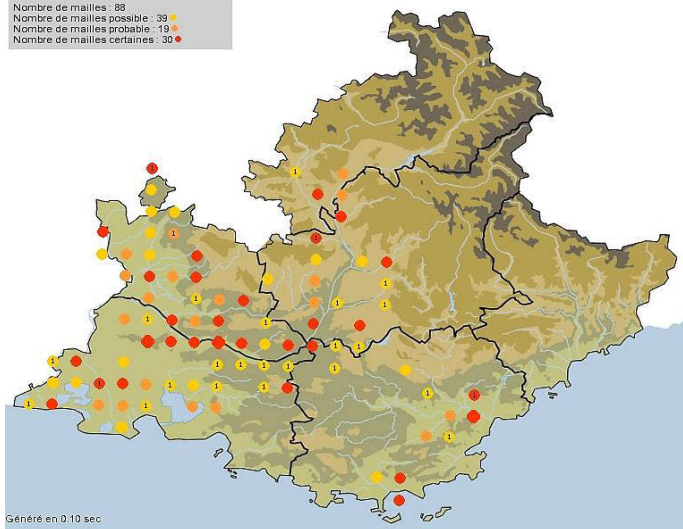 Nombre de mailles : 88
Nombre de mailles possible : 39
Nombre de mailles probable : 19
Nombre de mailles certaines : 30
Généré en 0.10 sec